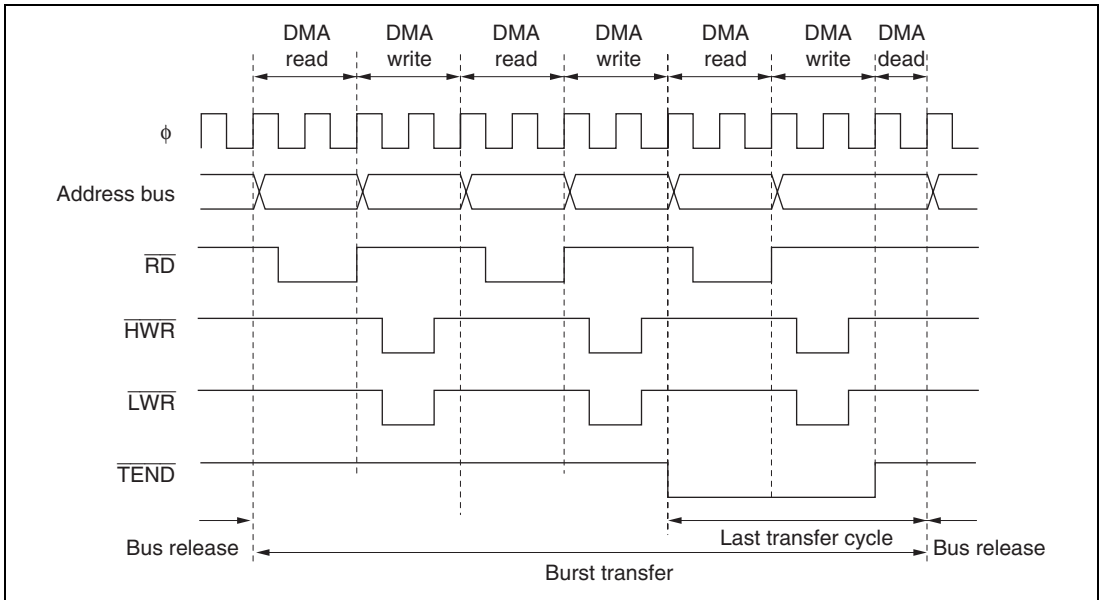 DMA DMA DMA DMA DMA DMA DMA
read write read write read write dead
φ
Address bus
RD
HWR
LWR
TEND
Last transfer cycle
Bus release Bus release
Burst transfer